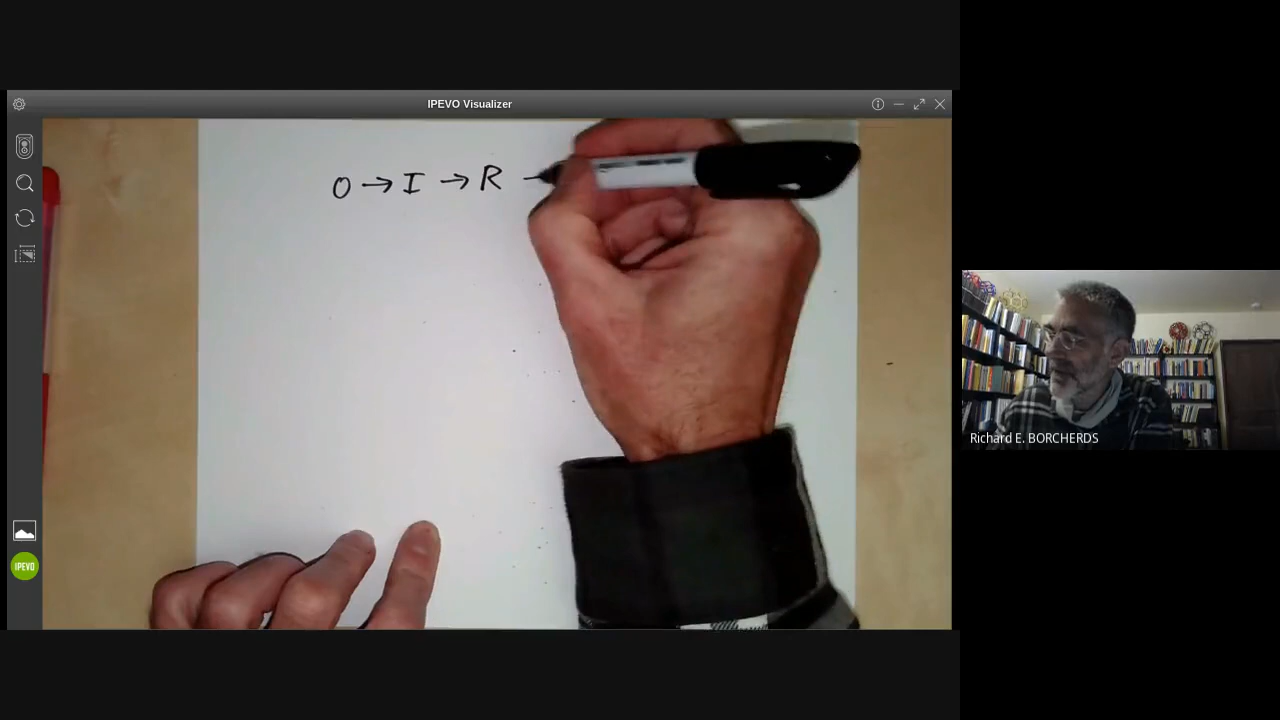 IPEVO Visualizer
0 → I → R →
IPEVO
Richard E. BORCHERDS